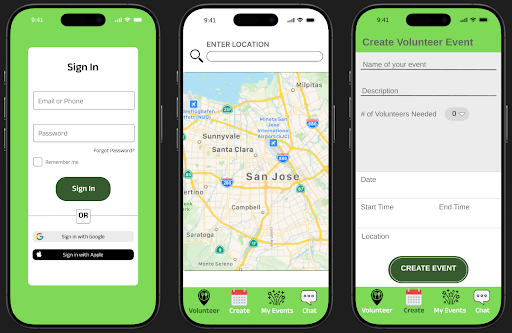 9:41
Sign In
Email or Phone
Password
Forgot Password?
Remember me
Sign In
OR
Sign in with Google
Sign in with Apple
9:41
ENTER LOCATION
Milpitas
Mineta San
Jose
International
Airport (SJC)
Sunnyvale
Santa Clara
San Jose
Campbell
Saratoga
Los Gatos
Monte Sereno
Volunteer
Create
My Events
Chat
9:41
Create Volunteer Event
Name of your event
Description
# of Volunteers Needed
0
Date
Start Time
End Time
Location
CREATE EVENT
Volunteer
Create
My Events
Chat